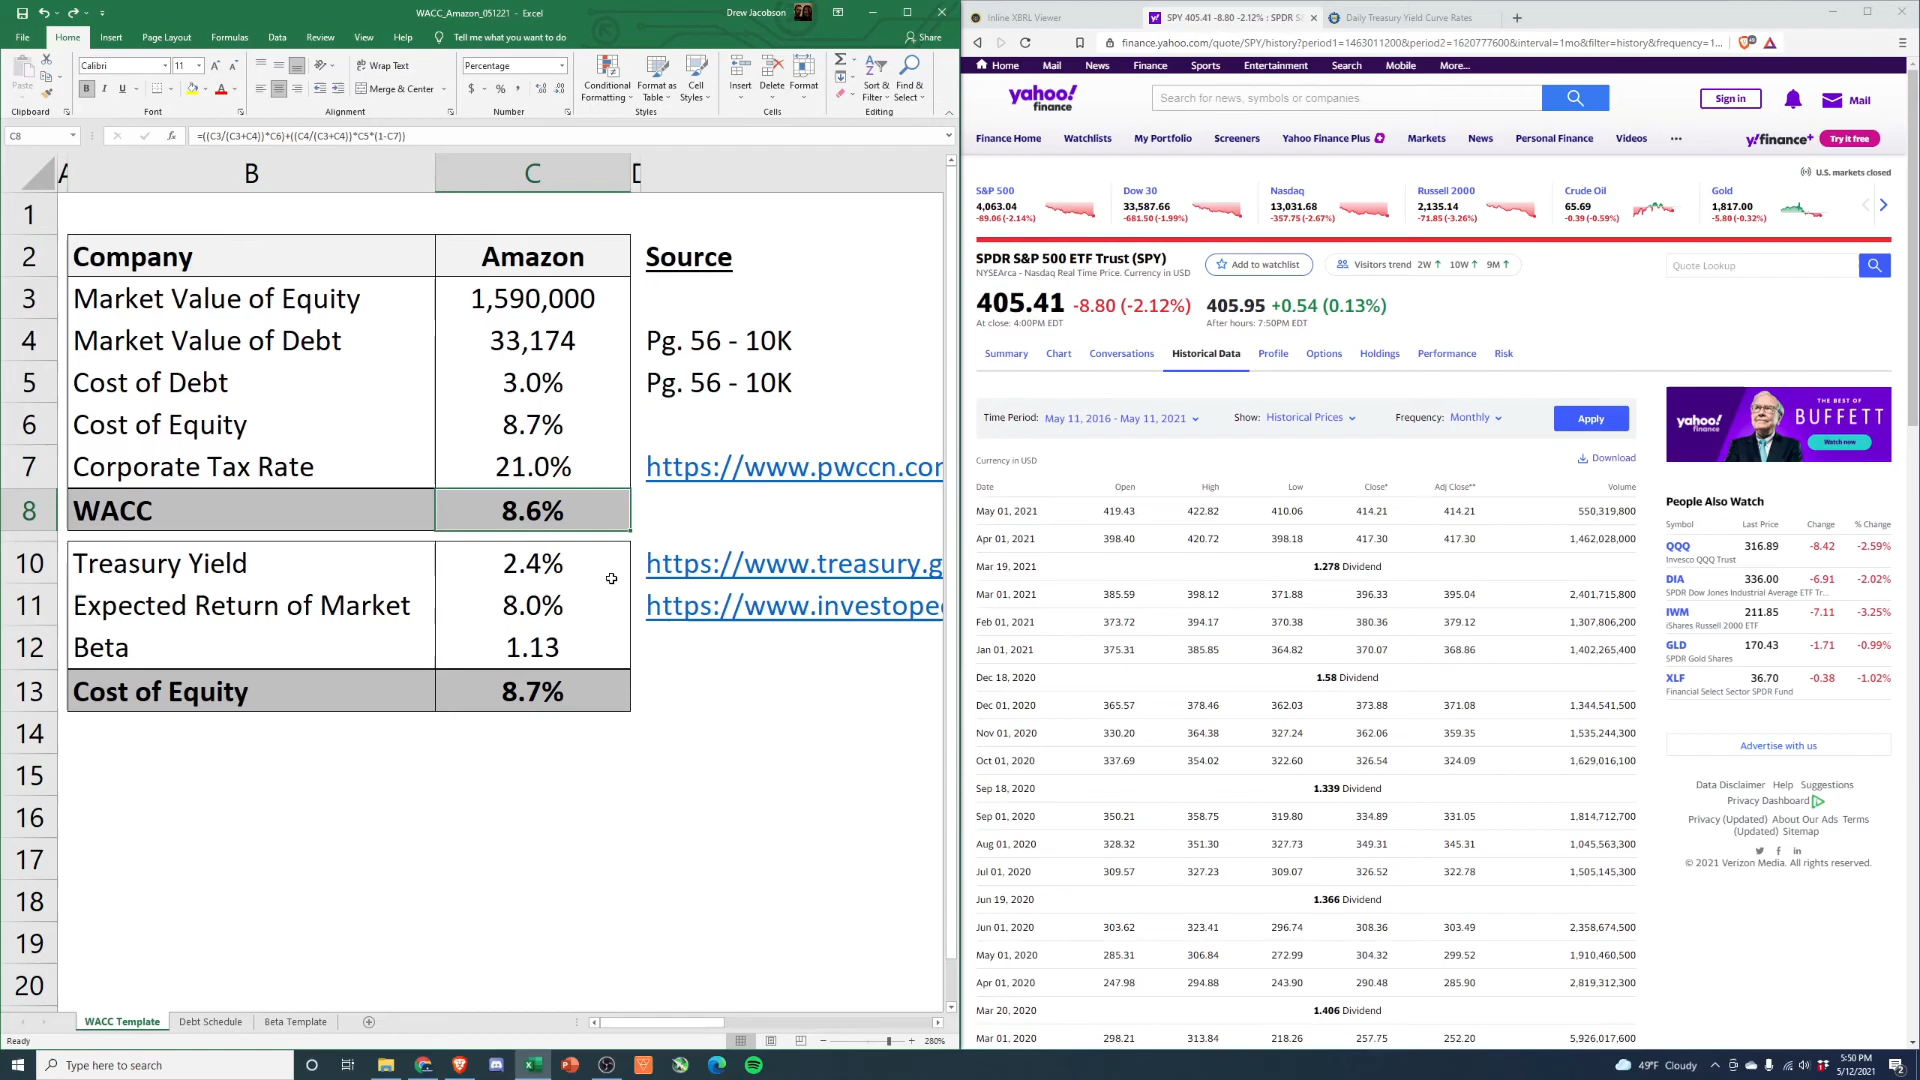 WACC_Amazon_051221 - Excel
Drew Jacobson
File Home Insert Page Layout Formulas Data Review View Help Tell me what you want to do Share
Paste
Calibri 11
Wrap Text
Percentage
B I U
Merge & Center
$ % ,
Conditional Formatting
Format as Table
Cell Styles
Insert Delete Format
Sort & Filter
Find & Select
Clipboard Font Alignment Number Styles Cells Editing
C8 =((C3/(C3+C4))*C6)+((C4/(C3+C4))*C5*(1-C7))
A B C D
1
2 Company Amazon Source
3 Market Value of Equity 1,590,000
4 Market Value of Debt 33,174 Pg. 56 - 10K
5 Cost of Debt 3.0% Pg. 56 - 10K
6 Cost of Equity 8.7%
7 Corporate Tax Rate 21.0% https://www.pwccn.cor
8 WACC 8.6%
10 Treasury Yield 2.4% https://www.treasury.g
11 Expected Return of Market 8.0% https://www.investope
12 Beta 1.13
13 Cost of Equity 8.7%
14
15
16
17
18
19
20
WACC Template Debt Schedule Beta Template
Ready 280%
Inline XBRL Viewer
SPY 405.41 -8.80 -2.12% : SPDR S
Daily Treasury Yield Curve Rates
finance.yahoo.com/quote/SPY/history?period1=1463011200&period2=1620777600&interval=1mo&filter=history&frequency=1...
Home Mail News Finance Sports Entertainment Search Mobile More...
yahoo! finance
Search for news, symbols or companies
Sign in
Mail
Finance Home Watchlists My Portfolio Screeners Yahoo Finance Plus Markets News Personal Finance Videos ...
y!finance+ Try it free
U.S. markets closed
S&P 500 Dow 30 Nasdaq Russell 2000 Crude Oil Gold
4,063.04 33,587.66 13,031.68 2,135.14 65.69 1,817.00
-89.06 (-2.14%) -681.50 (-1.99%) -357.75 (-2.67%) -71.85 (-3.26%) -0.39 (-0.59%) -5.80 (-0.32%)
SPDR S&P 500 ETF Trust (SPY)
NYSEArca - Nasdaq Real Time Price. Currency in USD
Add to watchlist
Visitors trend 2W ↑ 10W ↑ 9M ↑
Quote Lookup
405.41 -8.80 (-2.12%) 405.95 +0.54 (0.13%)
At close: 4:00PM EDT After hours: 7:50PM EDT
Summary Chart Conversations Historical Data Profile Options Holdings Performance Risk
Time Period: May 11, 2016 - May 11, 2021 Show: Historical Prices Frequency: Monthly Apply
Currency in USD Download
Date Open High Low Close* Adj Close** Volume
May 01, 2021 419.43 422.82 410.06 414.21 414.21 550,319,800
Apr 01, 2021 398.40 420.72 398.18 417.30 417.30 1,462,028,000
Mar 19, 2021 1.278 Dividend
Mar 01, 2021 385.59 398.12 371.88 396.33 395.04 2,401,715,800
Feb 01, 2021 373.72 394.17 370.38 380.36 379.12 1,307,806,200
Jan 01, 2021 375.31 385.85 364.82 370.07 368.86 1,402,265,400
Dec 18, 2020 1.58 Dividend
Dec 01, 2020 365.57 378.46 362.03 373.88 371.08 1,344,541,500
Nov 01, 2020 330.20 364.38 327.24 362.06 359.35 1,535,244,300
Oct 01, 2020 337.69 354.02 322.60 326.54 324.09 1,629,016,100
Sep 18, 2020 1.339 Dividend
Sep 01, 2020 350.21 358.75 319.80 334.89 331.05 1,814,712,700
Aug 01, 2020 328.32 351.30 327.73 349.31 345.31 1,045,563,300
Jul 01, 2020 309.57 327.23 309.07 326.52 322.78 1,505,145,300
Jun 19, 2020 1.366 Dividend
Jun 01, 2020 303.62 323.41 296.74 308.36 303.49 2,358,674,500
May 01, 2020 285.31 306.84 272.99 304.32 299.52 1,910,460,500
Apr 01, 2020 247.98 294.88 243.90 290.48 285.90 2,819,312,300
Mar 20, 2020 1.406 Dividend
Mar 01, 2020 298.21 313.84 218.26 257.75 252.20 5,926,017,600
yahoo! finance
THE BEST OF
BUFFETT
Watch now
People Also Watch
Symbol Last Price Change % Change
QQQ 316.89 -8.42 -2.59%
Invesco QQQ Trust
DIA 336.00 -6.91 -2.02%
SPDR Dow Jones Industrial Average ETF Tr...
IWM 211.85 -7.11 -3.25%
iShares Russell 2000 ETF
GLD 170.43 -1.71 -0.99%
SPDR Gold Shares
XLF 36.70 -0.38 -1.02%
Financial Select Sector SPDR Fund
Advertise with us
Data Disclaimer Help Suggestions
Privacy Dashboard
Privacy (Updated) About Our Ads Terms
(Updated) Sitemap
© 2021 Verizon Media. All rights reserved.
Type here to search
49°F Cloudy
5:50 PM
5/12/2021